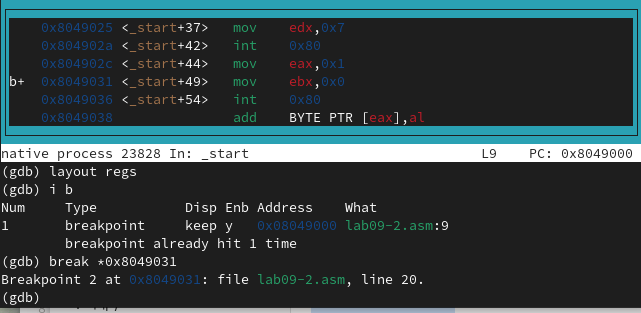 0x8049025 <_start+37> mov edx,0x7
0x804902a <_start+42> int 0x80
0x804902c <_start+44> mov eax,0x1
b+ 0x8049031 <_start+49> mov ebx,0x0
0x8049036 <_start+54> int 0x80
0x8049038 add BYTE PTR [eax],al
native process 23828 In: _start L9 PC: 0x8049000
(gdb) layout regs
(gdb) i b
Num Type Disp Enb Address What
1 breakpoint keep y 0x08049000 lab09-2.asm:9
breakpoint already hit 1 time
(gdb) break *0x8049031
Breakpoint 2 at 0x8049031: file lab09-2.asm, line 20.
(gdb)